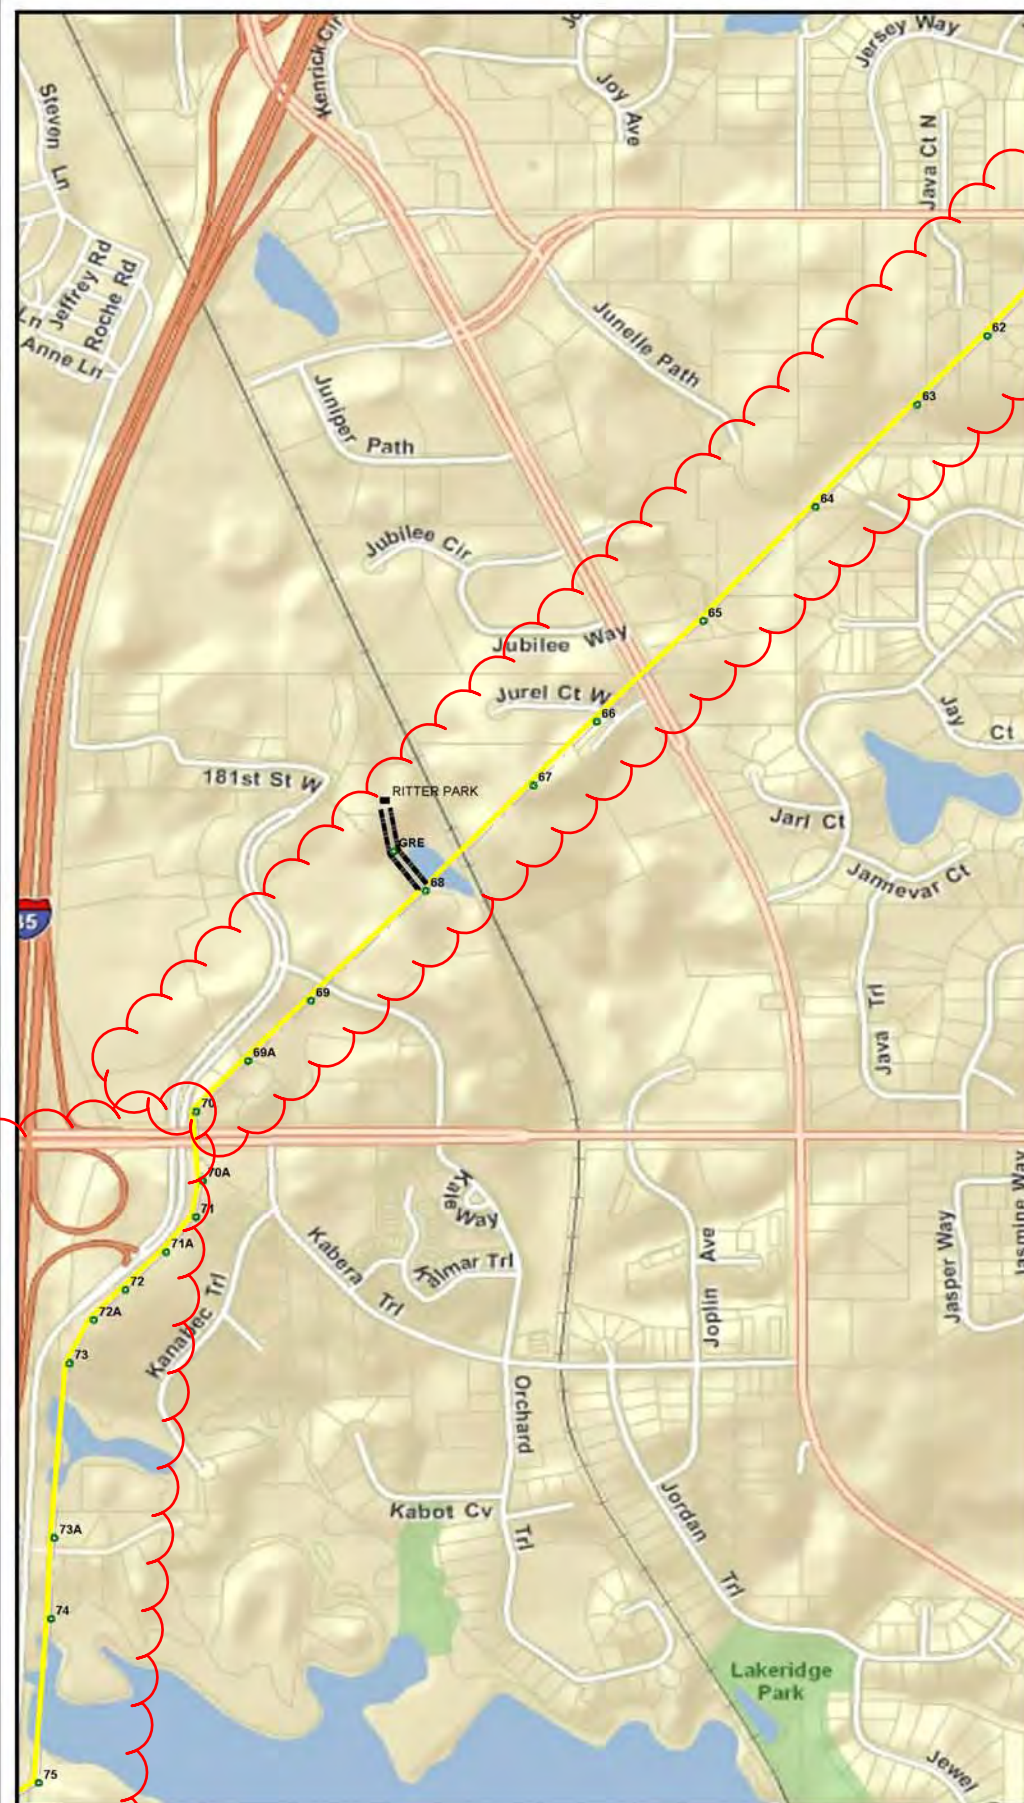 Kenrick Cir
Jersey Way
Joy Ave
Steven Ln
Java Ct N
Jeffrey Rd
Roche Rd
Ln
Anne Ln
Junelle Path
62
Juniper Path
63
64
Jubilee Cir
65
Jubilee Way
Jurel Ct W
66
Jay Ct
67
181st St W
RITTER PARK
Jarl Ct
GRE
68
Jannevar Ct
35
69
Java Trl
69A
70
70A
Kale Way
71
Jasmine Way
71A
Kabera Trl
Kalmar Trl
Joplin Ave
Jasper Way
72
72A
Kanabec Trl
73
Orchard Trl
Kabot Cv
Jordan Trl
73A
74
Lakeridge
Park
75
Jewel